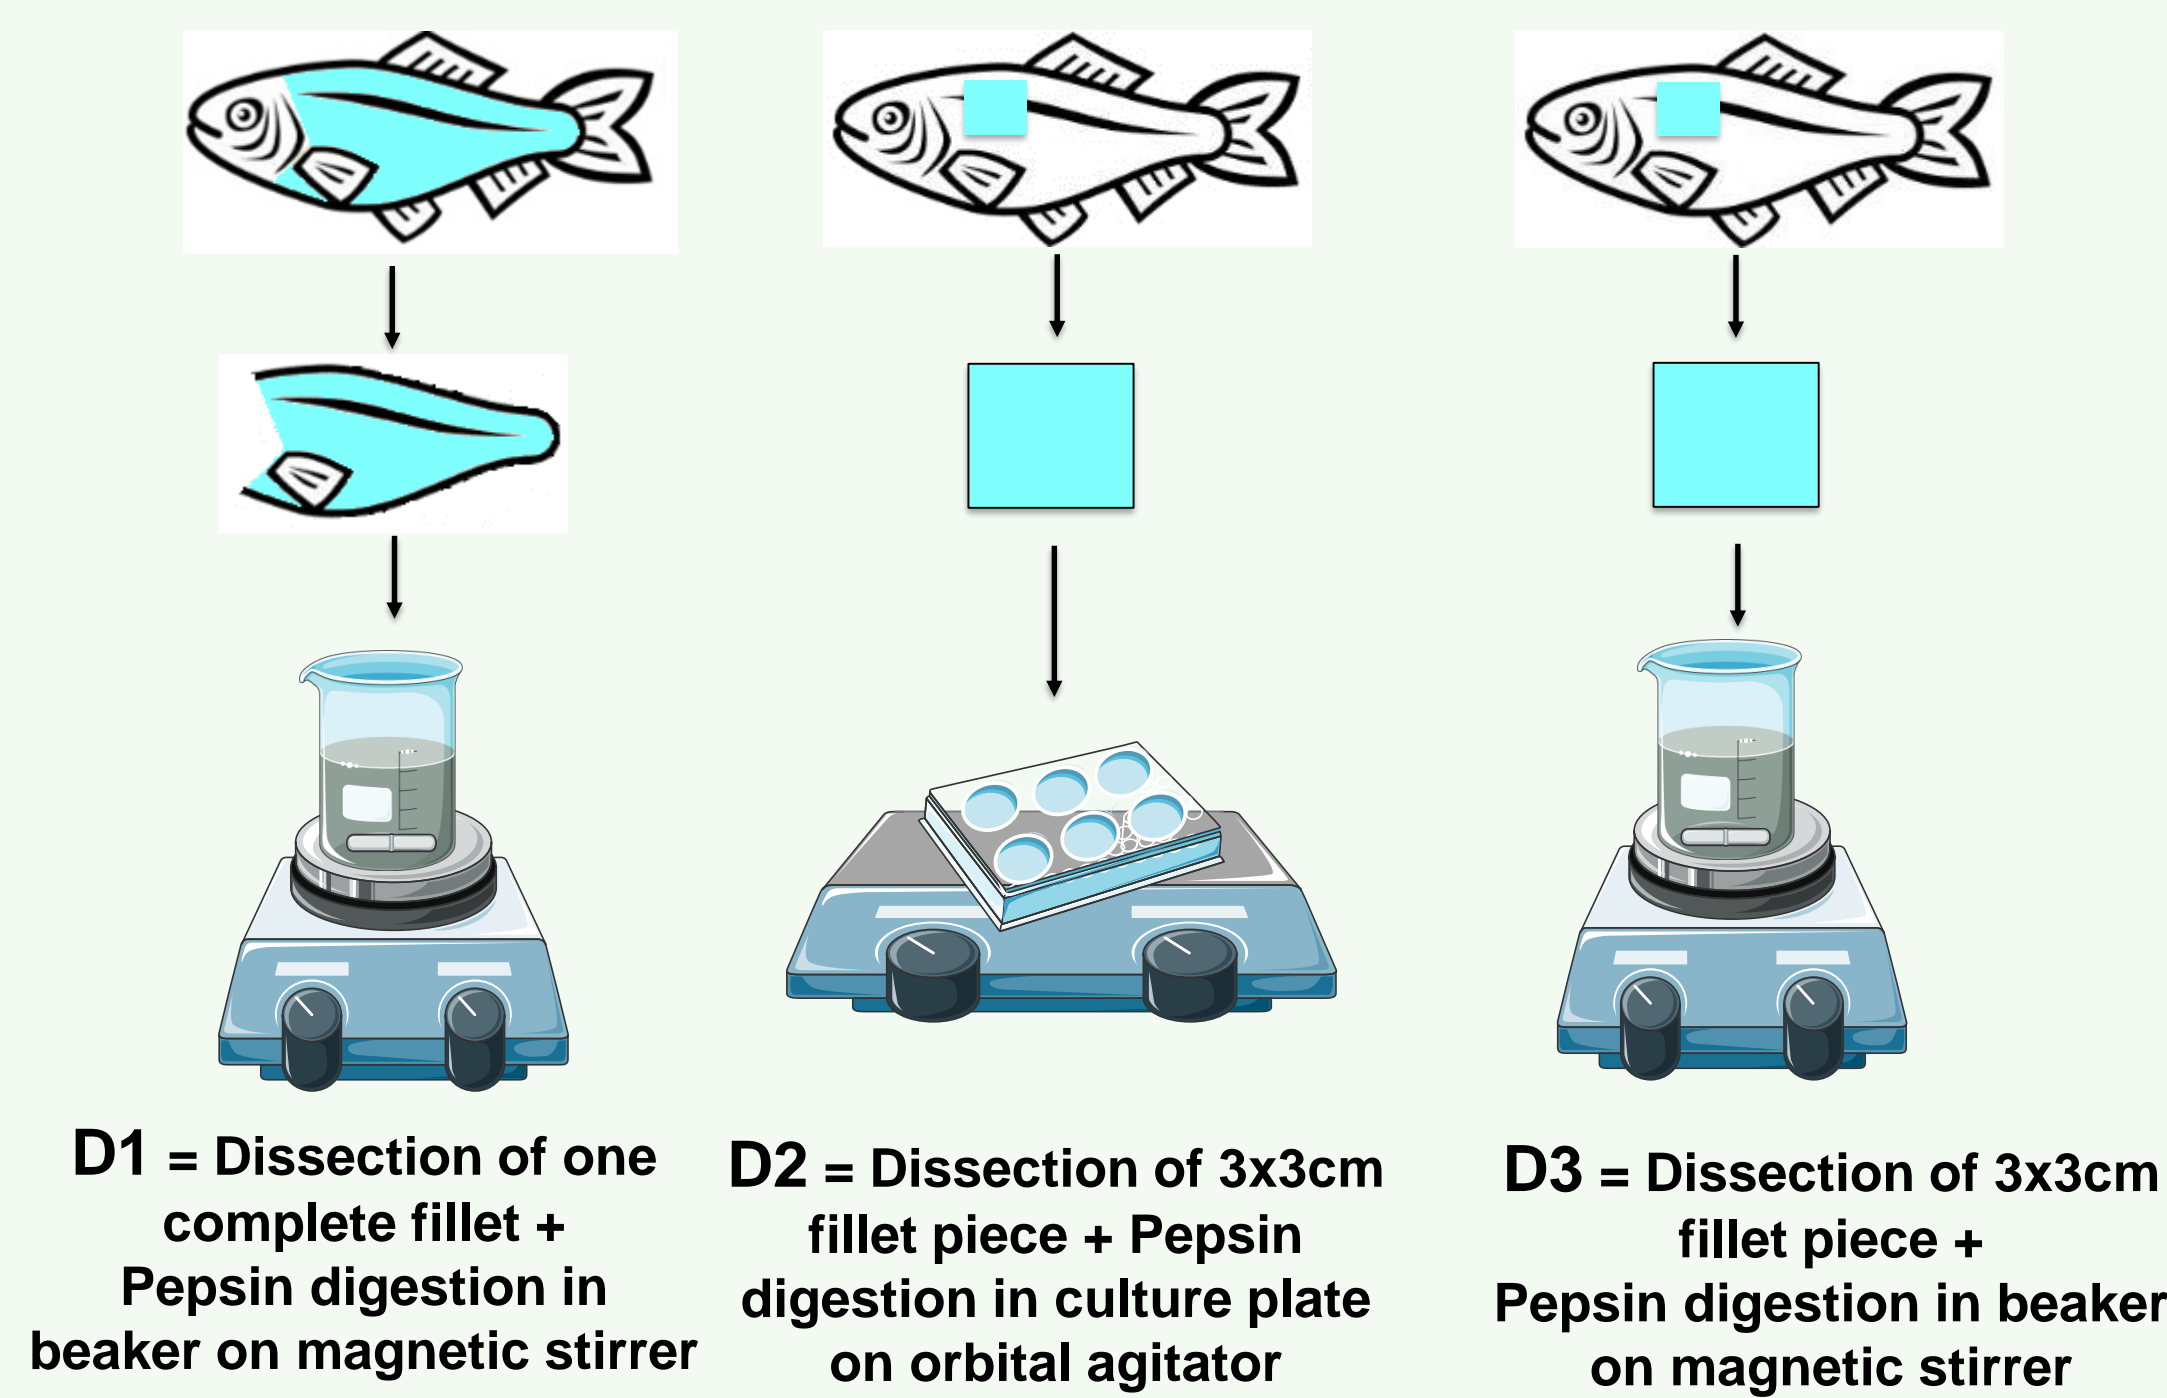 D1 = Dissection of one
complete fillet +
Pepsin digestion in
beaker on magnetic stirrer
D2 = Dissection of 3x3cm
fillet piece + Pepsin
digestion in culture plate
on orbital agitator
D3 = Dissection of 3x3cm
fillet piece +
Pepsin digestion in beaker
on magnetic stirrer